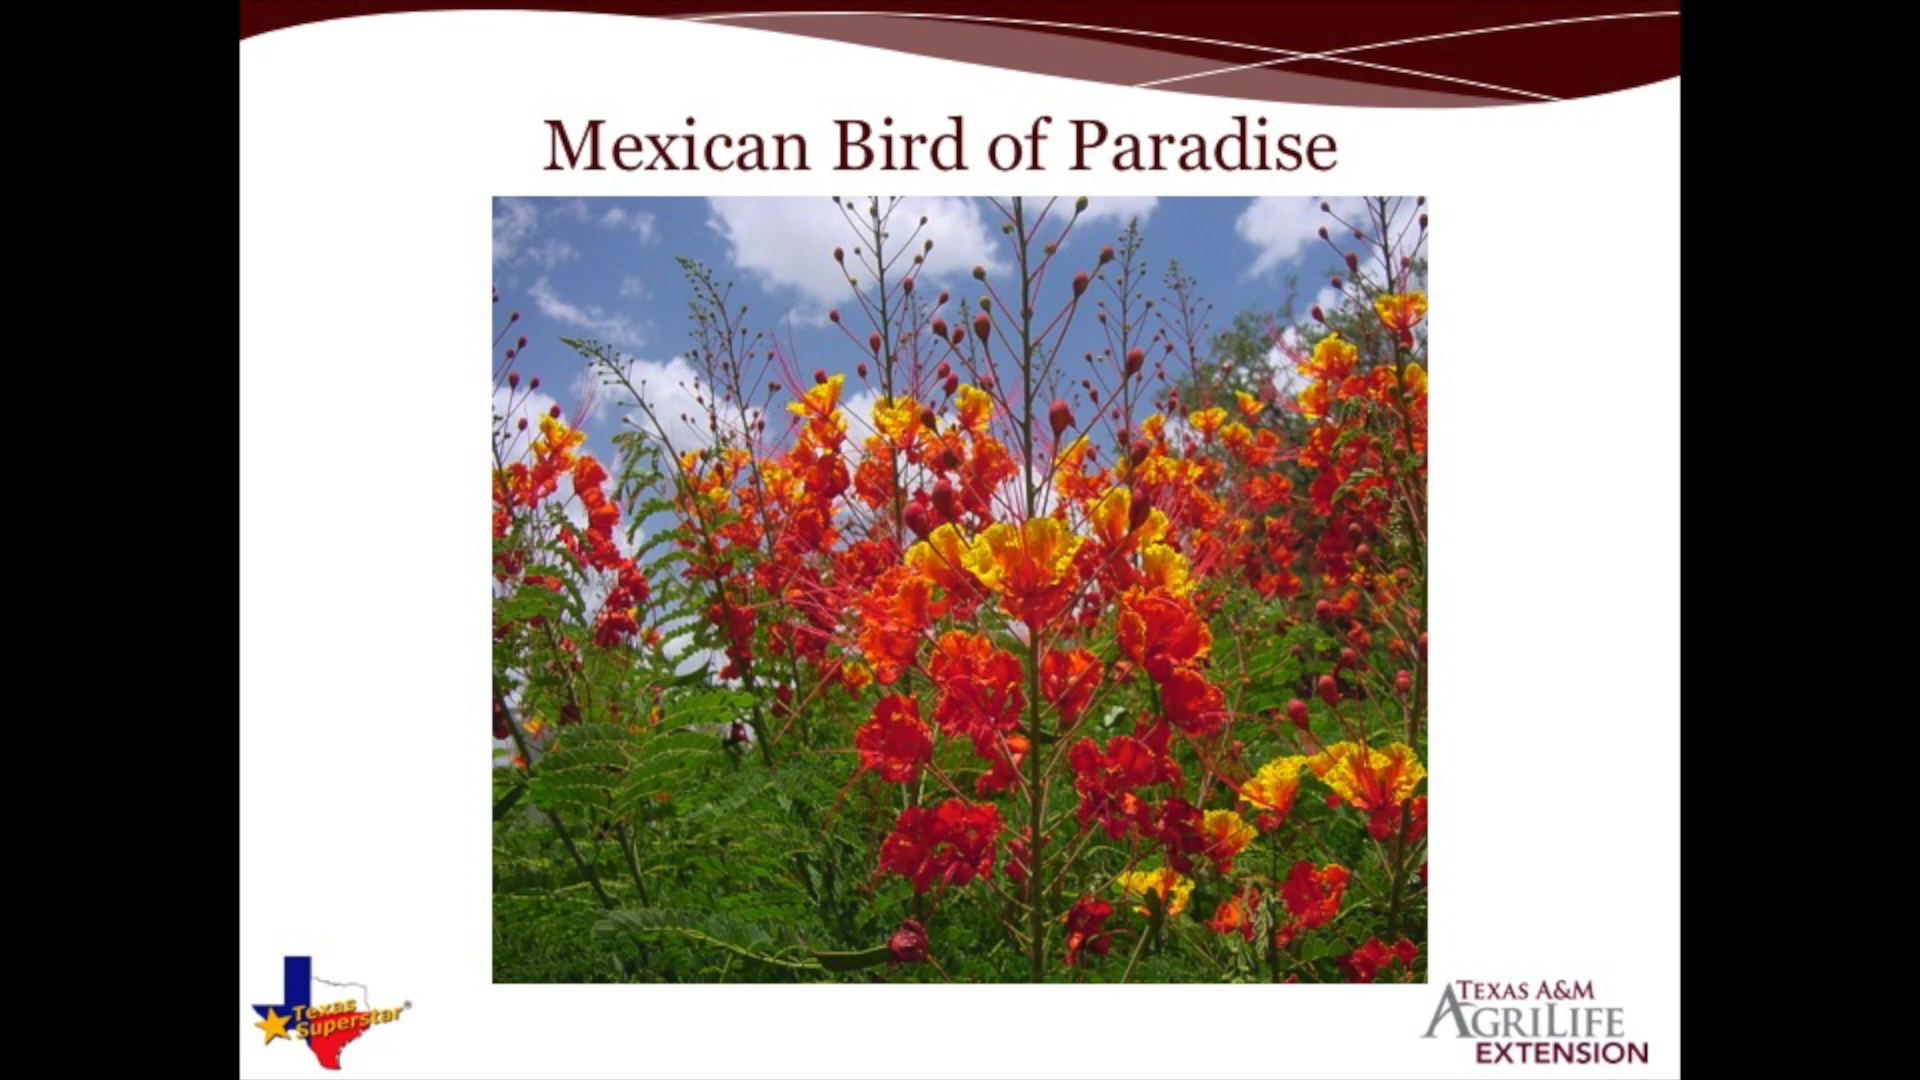 Mexican Bird of Paradise
Texas
Superstar®
TEXAS A&M
AGRILIFE
EXTENSION